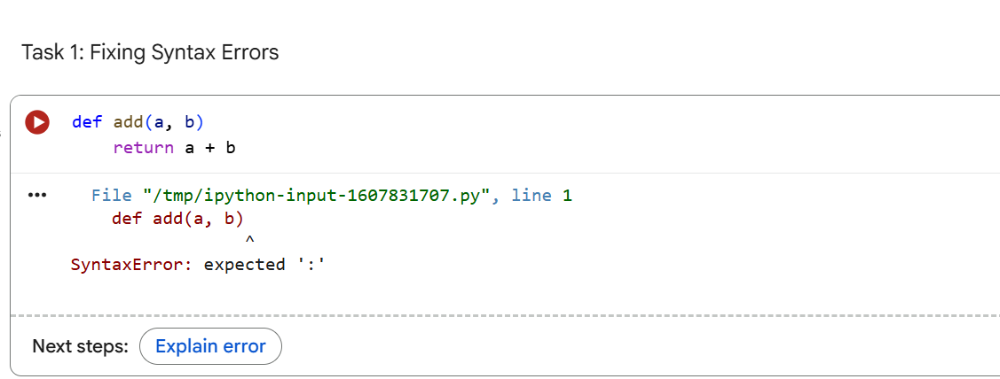 Task 1: Fixing Syntax Errors
def add(a, b)
    return a + b
File "/tmp/ipython-input-1607831707.py", line 1
    def add(a, b)
                 ^
SyntaxError: expected ':'
Next steps: Explain error